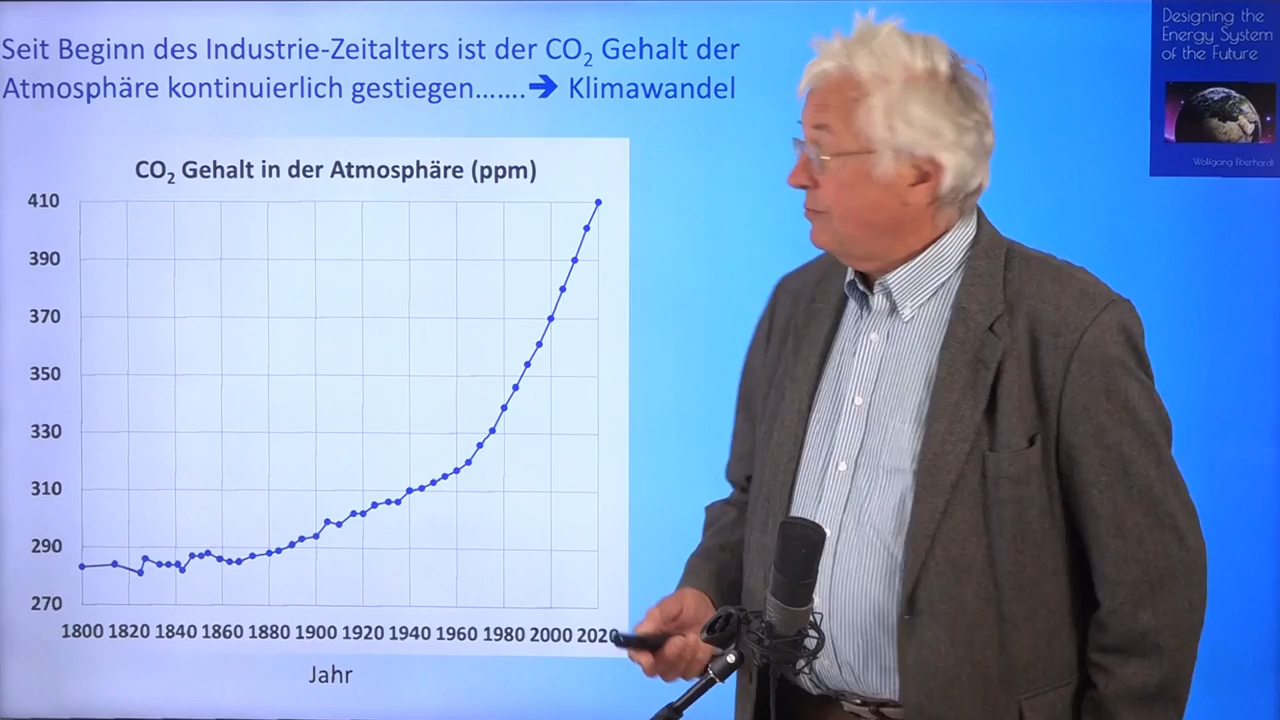 Seit Beginn des Industrie-Zeitalters ist der CO₂ Gehalt der
Atmosphäre kontinuierlich gestiegen.......➔ Klimawandel
Designing the
Energy System
of the Future
Wolfgang Eberhardt
CO₂ Gehalt in der Atmosphäre (ppm)
410
390
370
350
330
310
290
270
1800 1820 1840 1860 1880 1900 1920 1940 1960 1980 2000 2020
Jahr